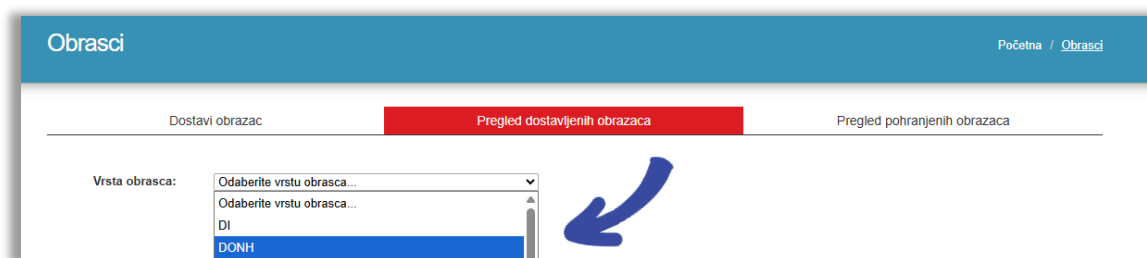 Obrasci
Početna / Obrasci
Dostavi obrazac
Pregled dostavljenih obrazaca
Pregled pohranjenih obrazaca
Vrsta obrasca:
Odaberite vrstu obrasca...
Odaberite vrstu obrasca...
DI
DONH